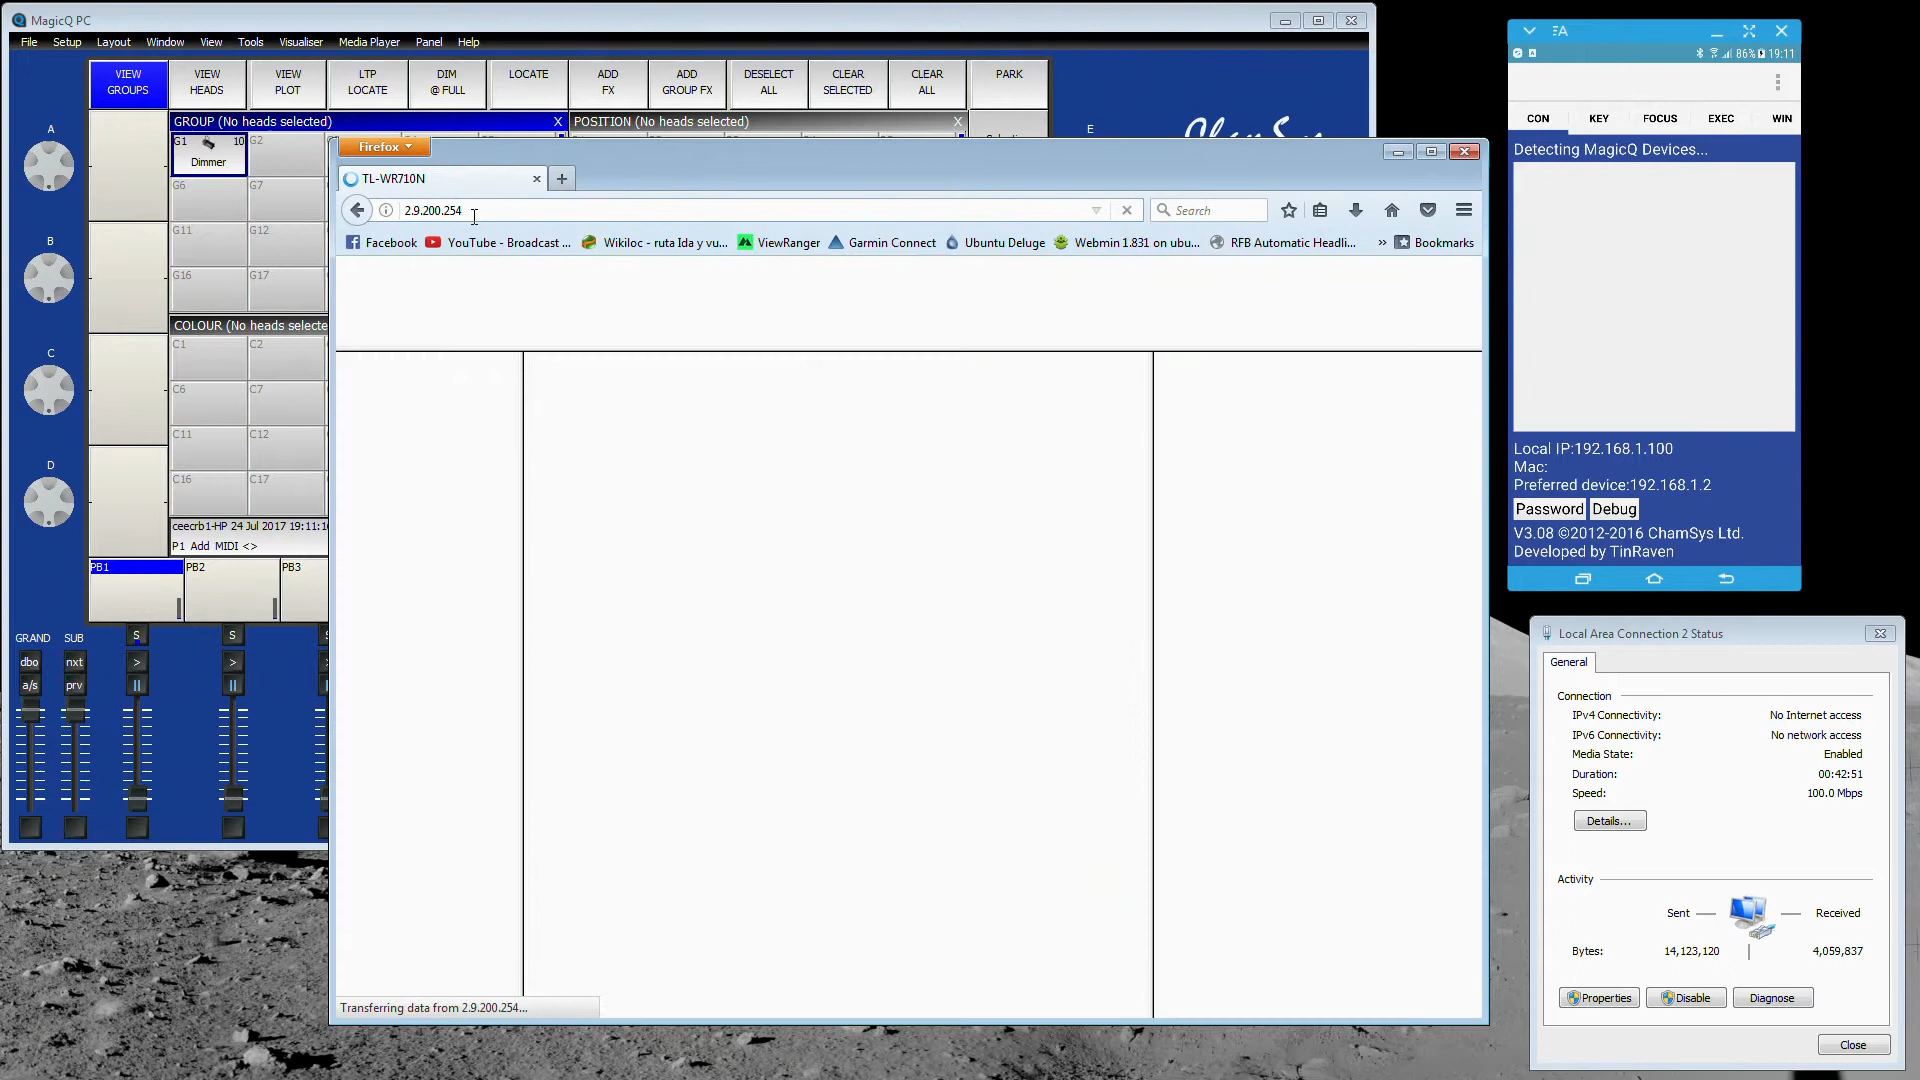 MagicQ PC
File Setup Layout Window View Tools Visualiser Media Player Panel Help
VIEW GROUPS
VIEW HEADS
VIEW PLOT
LTP LOCATE
DIM @ FULL
LOCATE
ADD FX
ADD GROUP FX
DESELECT ALL
CLEAR SELECTED
CLEAR ALL
PARK
GROUP (No heads selected) X
POSITION (No heads selected) X
A
B
C
D
E
ChamSys
G1 10 G2
Dimmer
G6 G7
G11 G12
G16 G17
COLOUR (No heads selecte
C1 C2
C6 C7
C11 C12
C16 C17
ceecrb1-HP 24 Jul 2017 19:11:1
P1 Add MIDI <>
PB1 PB2 PB3
GRAND SUB S S
dbo nxt > >
a/s prv || ||
Firefox
TL-WR710N
2.9.200.254
Search
Facebook YouTube - Broadcast ... Wikiloc - ruta Ida y vu... ViewRanger Garmin Connect Ubuntu Deluge Webmin 1.831 on ubu... RFB Automatic Headli... » Bookmarks
Transferring data from 2.9.200.254...
86% 19:11
CON KEY FOCUS EXEC WIN
Detecting MagicQ Devices...
Local IP:192.168.1.100
Mac:
Preferred device:192.168.1.2
Password Debug
V3.08 ©2012-2016 ChamSys Ltd.
Developed by TinRaven
Local Area Connection 2 Status
General
Connection
IPv4 Connectivity: No Internet access
IPv6 Connectivity: No network access
Media State: Enabled
Duration: 00:42:51
Speed: 100.0 Mbps
Details...
Activity
Sent — — Received
Bytes: 14,123,120 4,059,837
Properties Disable Diagnose
Close